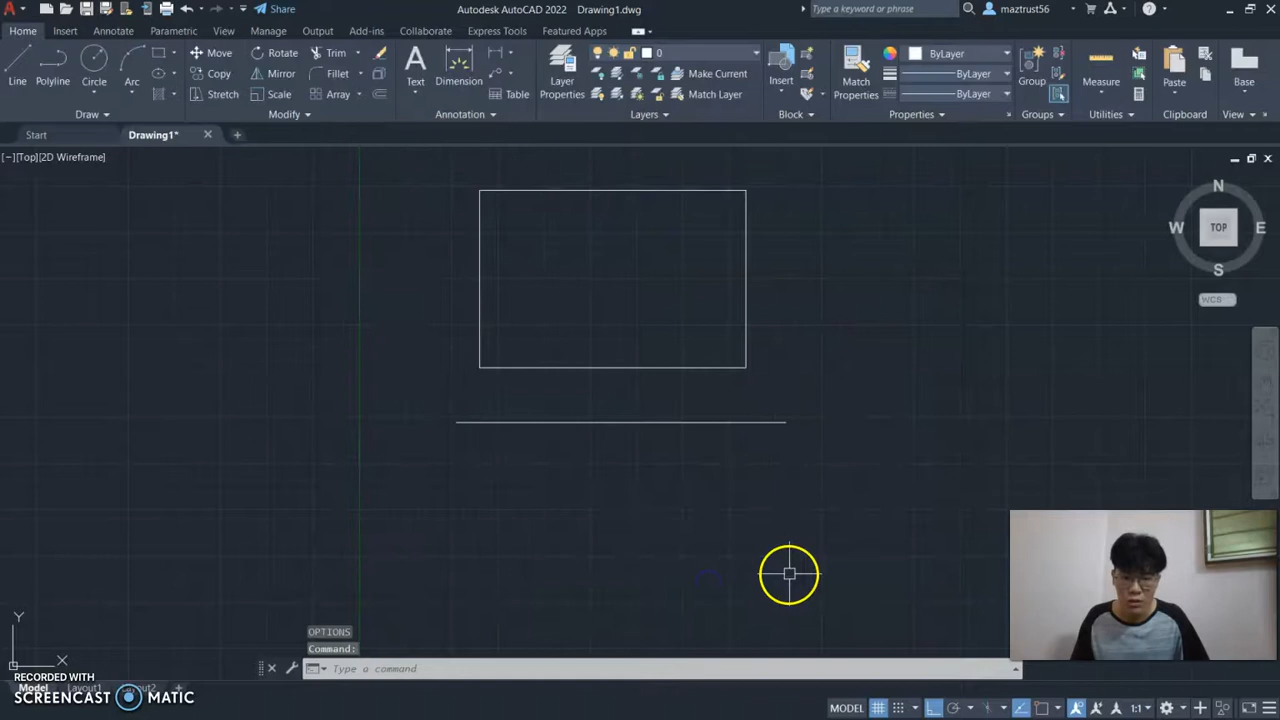 Share
Autodesk AutoCAD 2022 Drawing1.dwg
Type a keyword or phrase
maztrust56
Home Insert Annotate Parametric View Manage Output Add-ins Collaborate Express Tools Featured Apps
Line Polyline Circle Arc
Move Rotate Trim
Copy Mirror Fillet
Stretch Scale Array
Text Dimension Table
Layer Properties
0
Make Current
Match Layer
Insert
Match Properties
ByLayer
ByLayer
ByLayer
Group Measure Paste Base
Draw Modify Annotation Layers Block Properties Groups Utilities Clipboard View
Start Drawing1* +
[−][Top][2D Wireframe]
N
W TOP E
S
WCS
Y
X
OPTIONS
Command:
Type a command
RECORDED WITH
SCREENCAST MATIC
Model Layout1 Layout2 +
MODEL 1:1